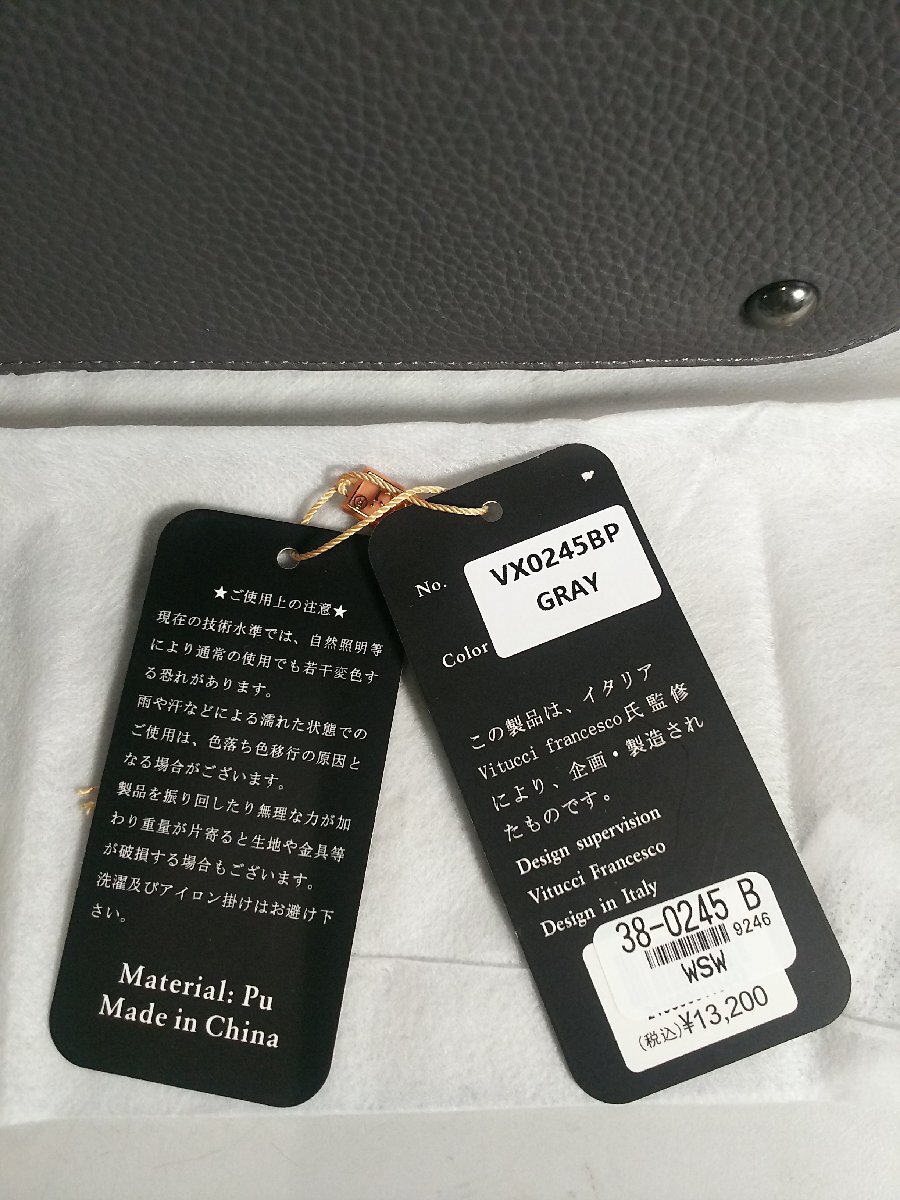 ★ご使用上の注意★
現在の技術水準では、自然照明等
により通常の使用でも若干変色す
る恐れがあります。
雨や汗などによる濡れた状態での
ご使用は、色落ち色移行の原因と
なる場合がございます。
製品を振り回したり無理な力が加
わり重量が片寄ると生地や金具等
が破損する場合もございます。
洗濯及びアイロン掛けはお避け下
さい。
Material: Pu
Made in China
No.
VX0245BP
GRAY
Color
この製品は、イタリア
Vitucci francesco氏監修
により、企画・製造され
たものです。
Design supervision
Vitucci Francesco
Design in Italy
38-0245 B
9246
WSW
(税込)¥13,200